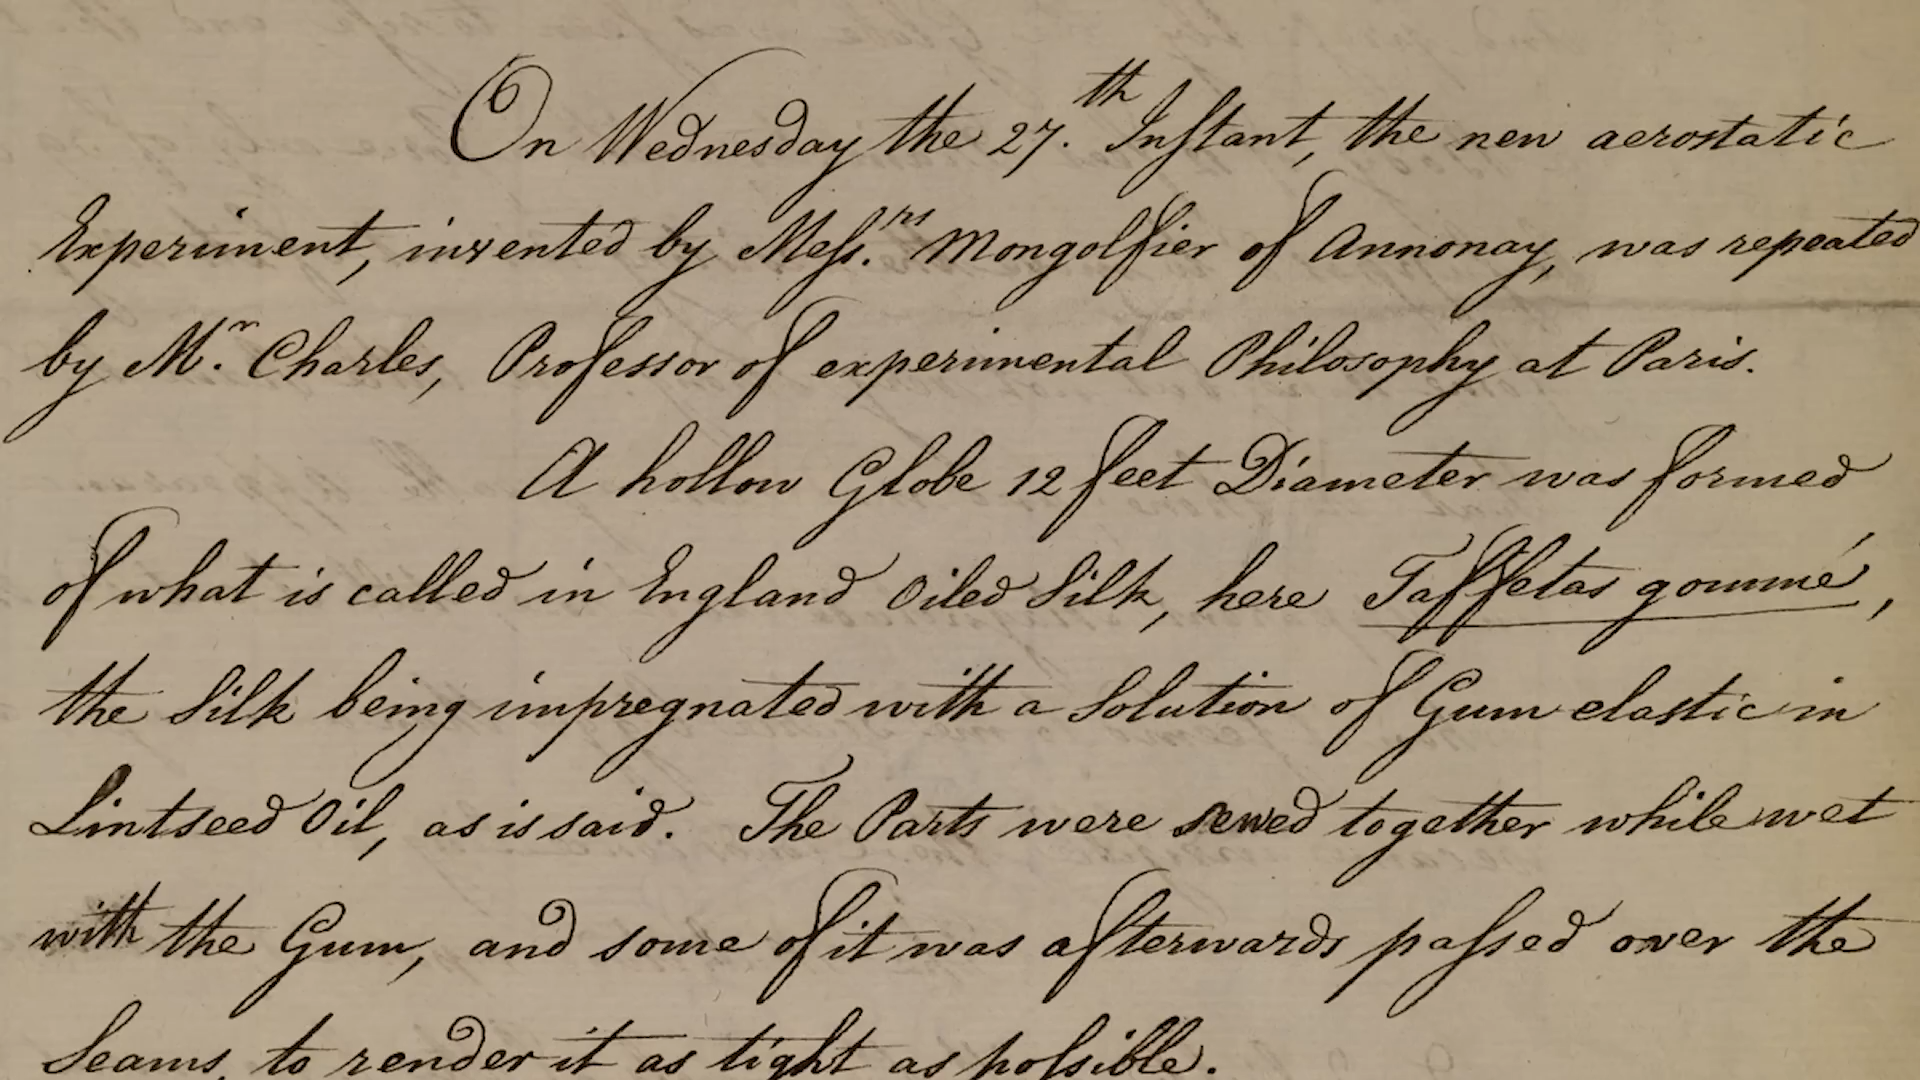 On Wednesday the 27.th Inſtant, the new aerostatic
Experiment, invented by Meſs.rs Mongolfier of Annonay, was repeated
by M.r Charles, Professor of experimental Philosophy at Paris.
A hollow Globe 12 feet Diameter was formed
of what is called in England Oiled Silk, here Taffetas gommé,
the Silk being impregnated with a Solution of Gum elastic in
Lintseed Oil, as is said. The Parts were sewed together while wet
with the Gum, and some of it was afterwards paſsed over the
Seams, to render it as tight as poſsible.